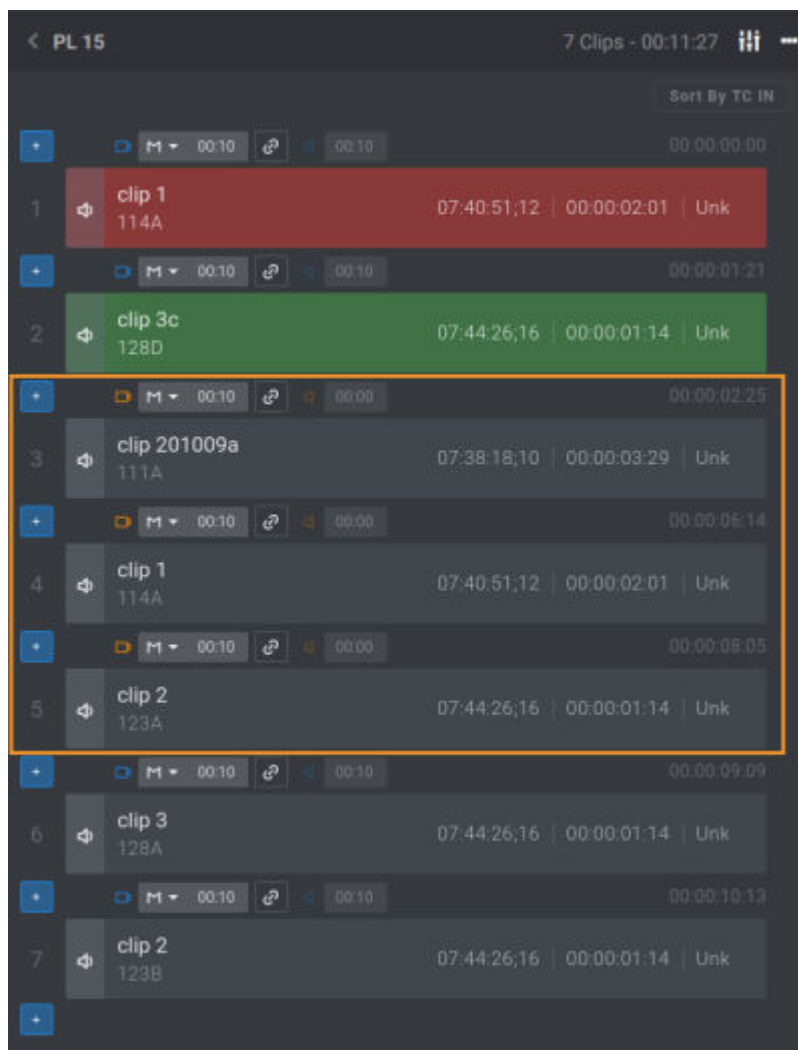 < PL 15 7 Clips - 00:11:27
Sort By TC IN
+ M 00:10 00:10 00:00:00:00
1 clip 1 07:40:51;12 | 00:00:02:01 | Unk
114A
+ M 00:10 00:10 00:00:01:21
2 clip 3c 07:44:26;16 | 00:00:01:14 | Unk
128D
+ M 00:10 00:00 00:00:02:25
3 clip 201009a 07:38:18;10 | 00:00:03:29 | Unk
111A
+ M 00:10 00:00 00:00:06:14
4 clip 1 07:40:51;12 | 00:00:02:01 | Unk
114A
+ M 00:10 00:00 00:00:08:05
5 clip 2 07:44:26;16 | 00:00:01:14 | Unk
123A
+ M 00:10 00:10 00:00:09:09
6 clip 3 07:44:26;16 | 00:00:01:14 | Unk
128A
+ M 00:10 00:10 00:00:10:13
7 clip 2 07:44:26;16 | 00:00:01:14 | Unk
123B
+